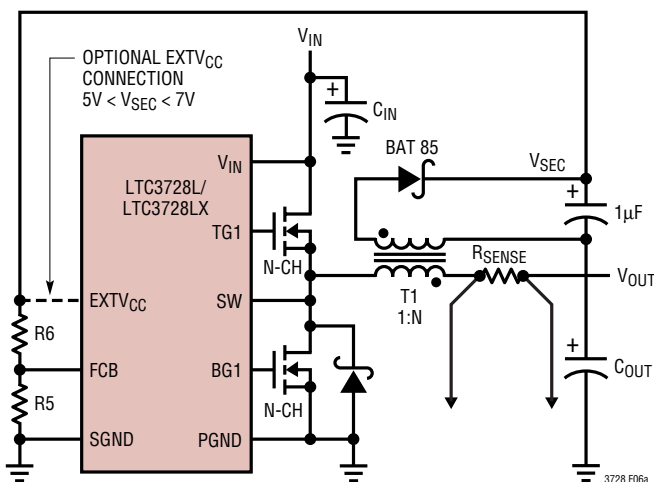 OPTIONAL EXTVCC
CONNECTION
5V < VSEC < 7V
VIN
+
CIN
BAT 85
VSEC
+
1µF
VIN
LTC3728L/
LTC3728LX
TG1
N-CH
RSENSE
VOUT
EXTVCC
SW
T1
1:N
R6
FCB
BG1
+
COUT
R5
N-CH
SGND
PGND
3728 F06a